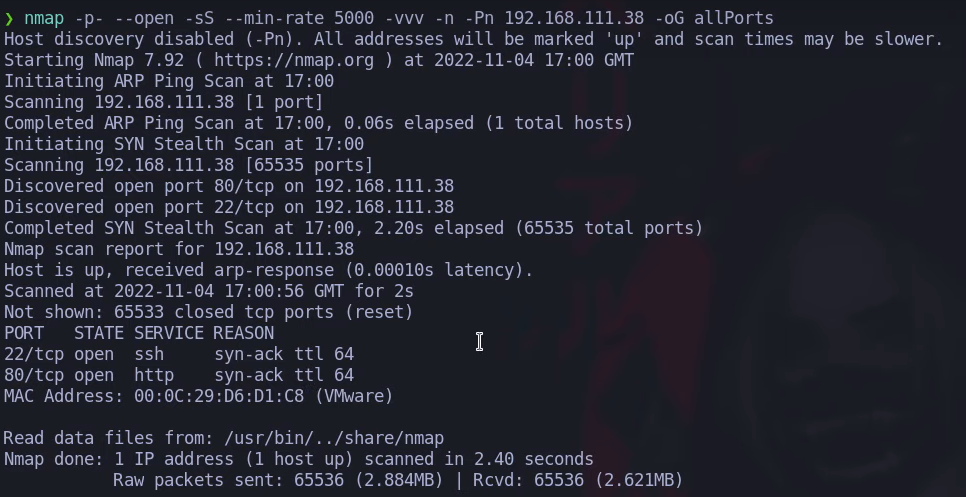 ❯ nmap -p- --open -sS --min-rate 5000 -vvv -n -Pn 192.168.111.38 -oG allPorts
Host discovery disabled (-Pn). All addresses will be marked 'up' and scan times may be slower.
Starting Nmap 7.92 ( https://nmap.org ) at 2022-11-04 17:00 GMT
Initiating ARP Ping Scan at 17:00
Scanning 192.168.111.38 [1 port]
Completed ARP Ping Scan at 17:00, 0.06s elapsed (1 total hosts)
Initiating SYN Stealth Scan at 17:00
Scanning 192.168.111.38 [65535 ports]
Discovered open port 80/tcp on 192.168.111.38
Discovered open port 22/tcp on 192.168.111.38
Completed SYN Stealth Scan at 17:00, 2.20s elapsed (65535 total ports)
Nmap scan report for 192.168.111.38
Host is up, received arp-response (0.00010s latency).
Scanned at 2022-11-04 17:00:56 GMT for 2s
Not shown: 65533 closed tcp ports (reset)
PORT   STATE SERVICE REASON
22/tcp open  ssh     syn-ack ttl 64
80/tcp open  http    syn-ack ttl 64
MAC Address: 00:0C:29:D6:D1:C8 (VMware)
Read data files from: /usr/bin/../share/nmap
Nmap done: 1 IP address (1 host up) scanned in 2.40 seconds
           Raw packets sent: 65536 (2.884MB) | Rcvd: 65536 (2.621MB)